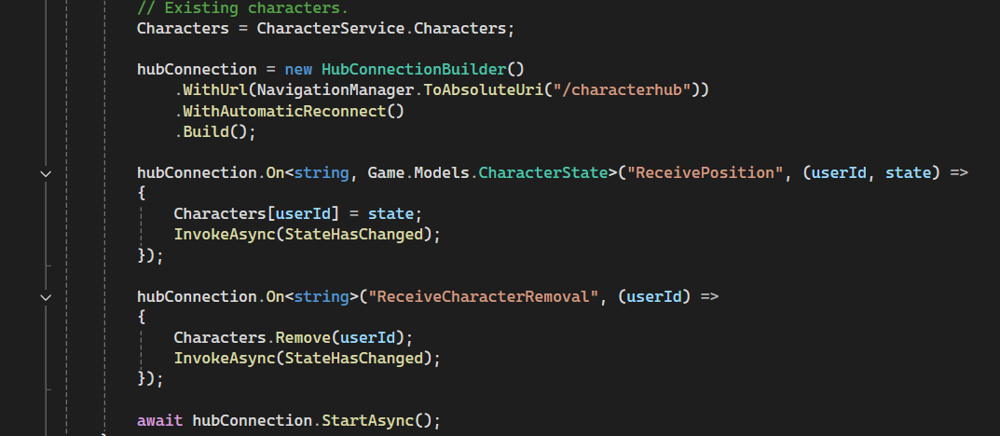 // Existing characters.
Characters = CharacterService.Characters;
hubConnection = new HubConnectionBuilder()
.WithUrl(NavigationManager.ToAbsoluteUri("/characterhub"))
.WithAutomaticReconnect()
.Build();
hubConnection.On<string, Game.Models.CharacterState>("ReceivePosition", (userId, state) =>
{
Characters[userId] = state;
InvokeAsync(StateHasChanged);
});
hubConnection.On<string>("ReceiveCharacterRemoval", (userId) =>
{
Characters.Remove(userId);
InvokeAsync(StateHasChanged);
});
await hubConnection.StartAsync();